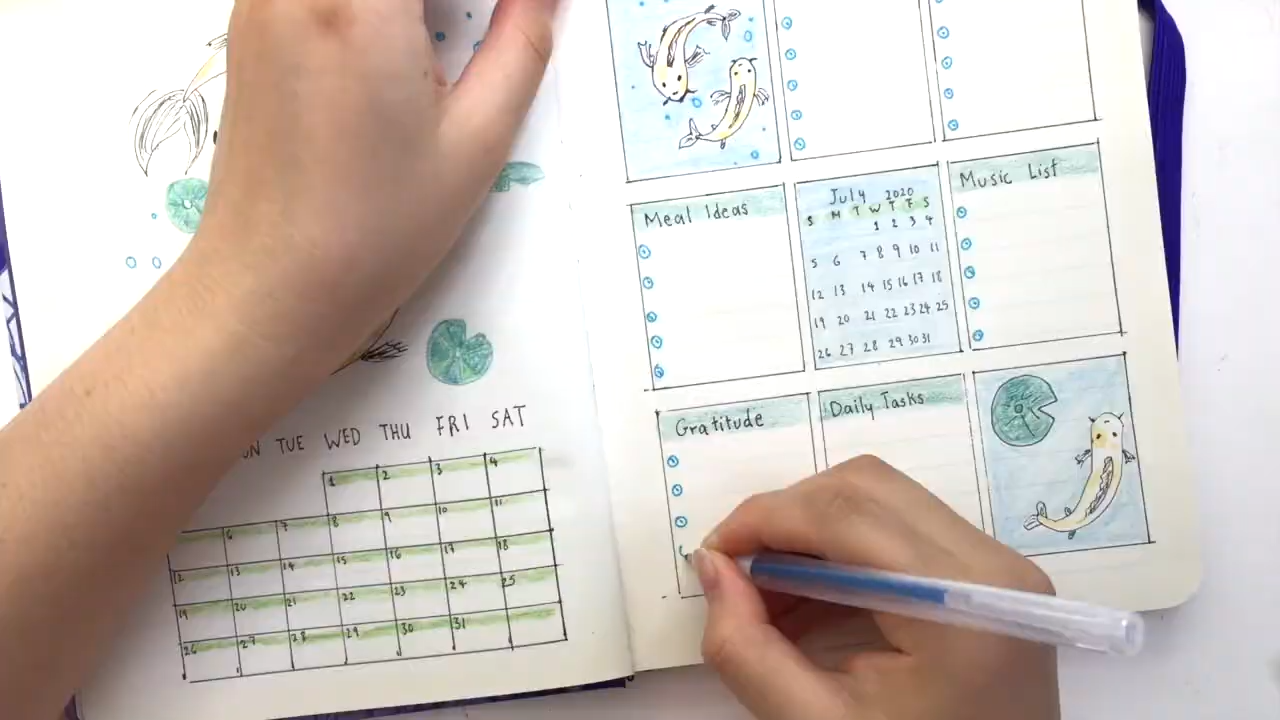 TUE WED THU FRI SAT
1 2 3 4
6 7 8 9 10 11
12 13 14 15 16 17 18
19 20 21 22 23 24 25
26 27 28 29 30 31
Meal Ideas
July 2020
S M T W T F S
1 2 3 4
5 6 7 8 9 10 11
12 13 14 15 16 17 18
19 20 21 22 23 24 25
26 27 28 29 30 31
Music List
Gratitude
Daily Tasks